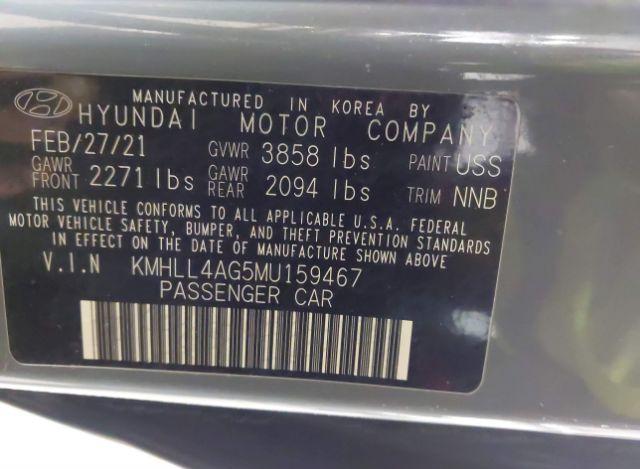 MANUFACTURED IN KOREA BY
HYUNDAI MOTOR COMPANY
FEB/27/21 GVWR 3858 lbs PAINT USS
GAWR FRONT 2271 lbs GAWR REAR 2094 lbs TRIM NNB
THIS VEHICLE CONFORMS TO ALL APPLICABLE U.S.A. FEDERAL
MOTOR VEHICLE SAFETY, BUMPER, AND THEFT PREVENTION STANDARDS
IN EFFECT ON THE DATE OF MANUFACTURE SHOWN ABOVE.
V.I.N KMHLL4AG5MU159467
PASSENGER CAR